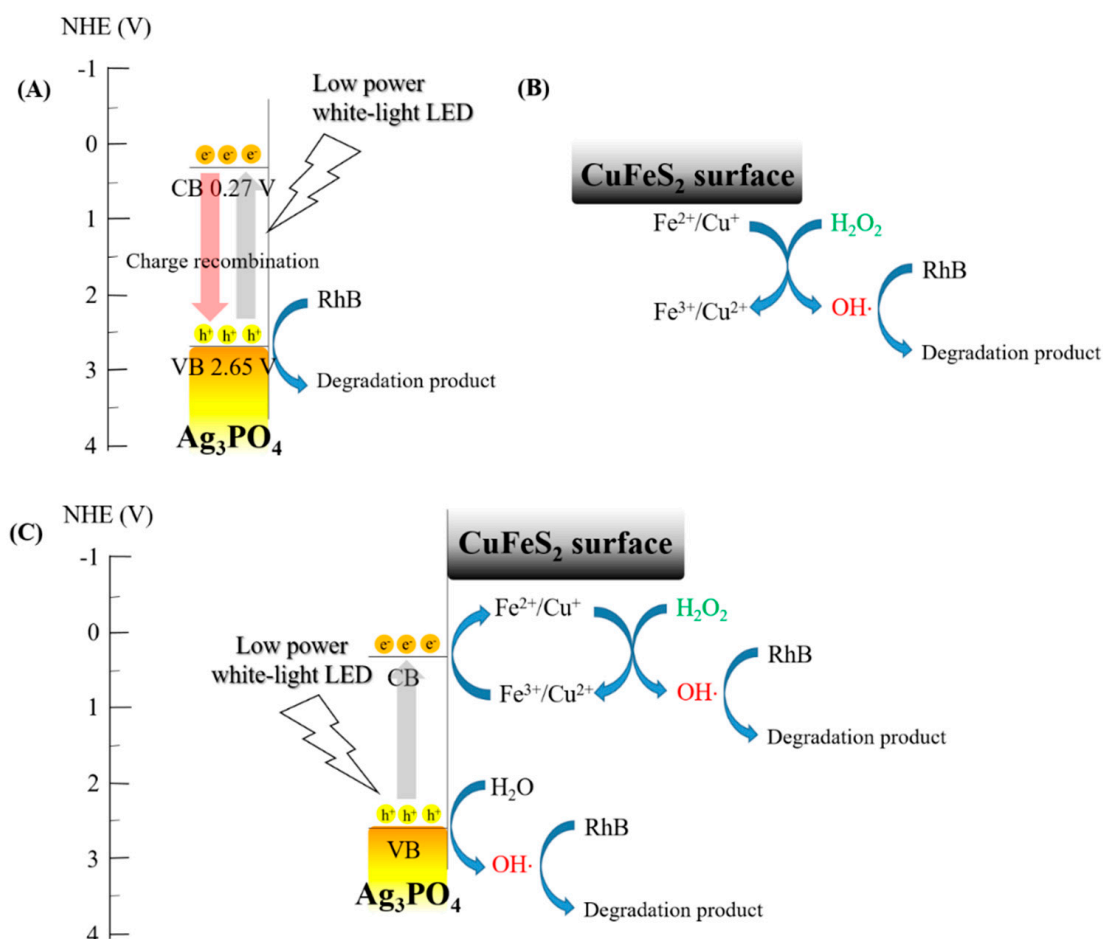 NHE (V)
(A)
-1
0
1
2
3
4
Low power
white-light LED
e- e- e-
CB 0.27 V
Charge recombination
RhB
h+ h+ h+
VB 2.65 V
Degradation product
Ag₃PO₄
(B)
CuFeS₂ surface
Fe²⁺/Cu⁺
H₂O₂
RhB
Fe³⁺/Cu²⁺
OH·
Degradation product
NHE (V)
(C)
-1
0
1
2
3
4
CuFeS₂ surface
Fe²⁺/Cu⁺
H₂O₂
Low power
white-light LED
e- e- e-
CB
RhB
Fe³⁺/Cu²⁺
OH·
Degradation product
H₂O
h+ h+ h+
RhB
VB
OH·
Ag₃PO₄
Degradation product